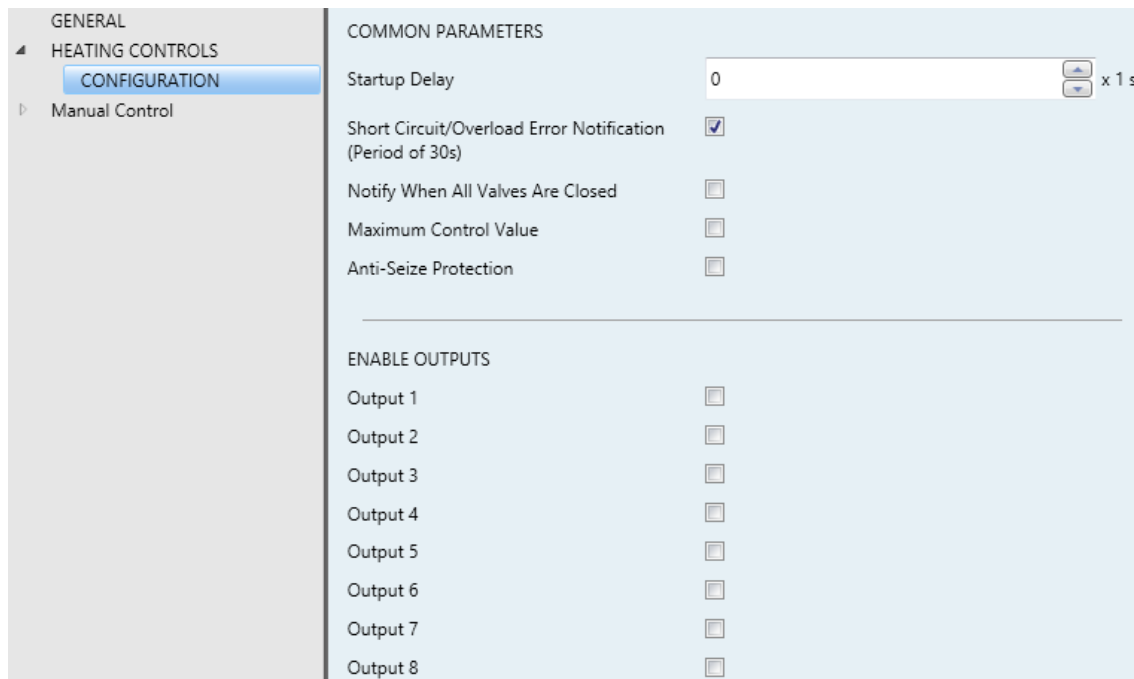 GENERAL
HEATING CONTROLS
CONFIGURATION
Manual Control
COMMON PARAMETERS
Startup Delay
0
x 1 s
Short Circuit/Overload Error Notification
(Period of 30s)
Notify When All Valves Are Closed
Maximum Control Value
Anti-Seize Protection
ENABLE OUTPUTS
Output 1
Output 2
Output 3
Output 4
Output 5
Output 6
Output 7
Output 8